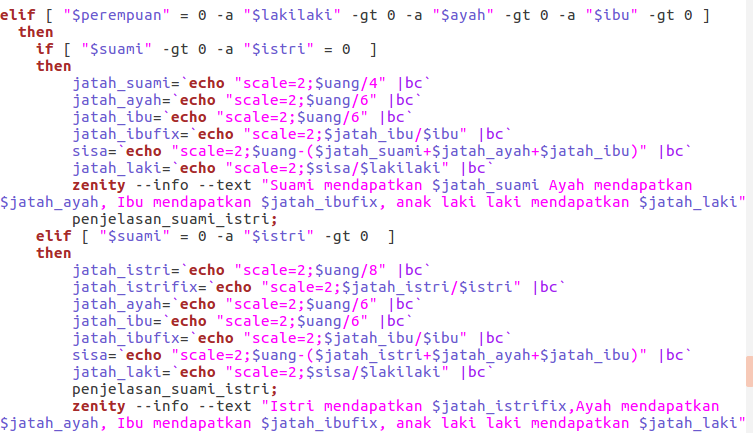 elif [ "$perempuan" = 0 -a "$lakilaki" -gt 0 -a "$ayah" -gt 0 -a "$ibu" -gt 0 ]
  then
    if [ "$suami" -gt 0 -a "$istri" = 0  ]
    then
        jatah_suami=`echo "scale=2;$uang/4" |bc`
        jatah_ayah=`echo "scale=2;$uang/6" |bc`
        jatah_ibu=`echo "scale=2;$uang/6" |bc`
        jatah_ibufix=`echo "scale=2;$jatah_ibu/$ibu" |bc`
        sisa=`echo "scale=2;$uang-($jatah_suami+$jatah_ayah+$jatah_ibu)" |bc`
        jatah_laki=`echo "scale=2;$sisa/$lakilaki" |bc`
        zenity --info --text "Suami mendapatkan $jatah_suami Ayah mendapatkan
$jatah_ayah, Ibu mendapatkan $jatah_ibufix, anak laki laki mendapatkan $jatah_laki"
        penjelasan_suami_istri;
    elif [ "$suami" = 0 -a "$istri" -gt 0  ]
    then
        jatah_istri=`echo "scale=2;$uang/8" |bc`
        jatah_istrifix=`echo "scale=2;$jatah_istri/$istri" |bc`
        jatah_ayah=`echo "scale=2;$uang/6" |bc`
        jatah_ibu=`echo "scale=2;$uang/6" |bc`
        jatah_ibufix=`echo "scale=2;$jatah_ibu/$ibu" |bc`
        sisa=`echo "scale=2;$uang-($jatah_istri+$jatah_ayah+$jatah_ibu)" |bc`
        jatah_laki=`echo "scale=2;$sisa/$lakilaki" |bc`
        penjelasan_suami_istri;
        zenity --info --text "Istri mendapatkan $jatah_istrifix,Ayah mendapatkan
$jatah_ayah, Ibu mendapatkan $jatah_ibufix, anak laki laki mendapatkan $jatah_laki"